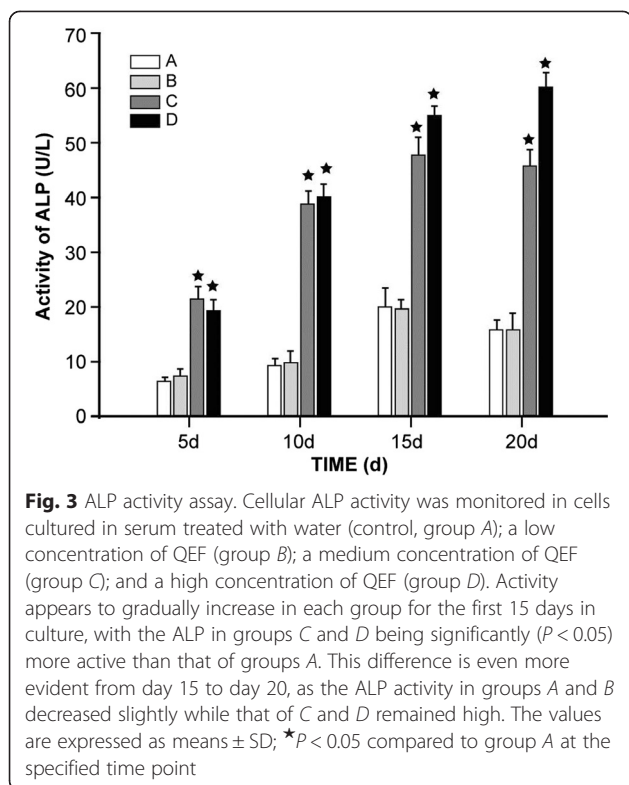 70
60
50
40
30
20
10
0
Activity of ALP (U/L)
A
B
C
D
★ ★
★ ★
★ ★
★ ★
5d 10d 15d 20d
TIME (d)
Fig. 3 ALP activity assay. Cellular ALP activity was monitored in cells
cultured in serum treated with water (control, group A); a low
concentration of QEF (group B); a medium concentration of QEF
(group C); and a high concentration of QEF (group D). Activity
appears to gradually increase in each group for the first 15 days in
culture, with the ALP in groups C and D being significantly (P < 0.05)
more active than that of groups A. This difference is even more
evident from day 15 to day 20, as the ALP activity in groups A and B
decreased slightly while that of C and D remained high. The values
are expressed as means ± SD; ★P < 0.05 compared to group A at the
specified time point